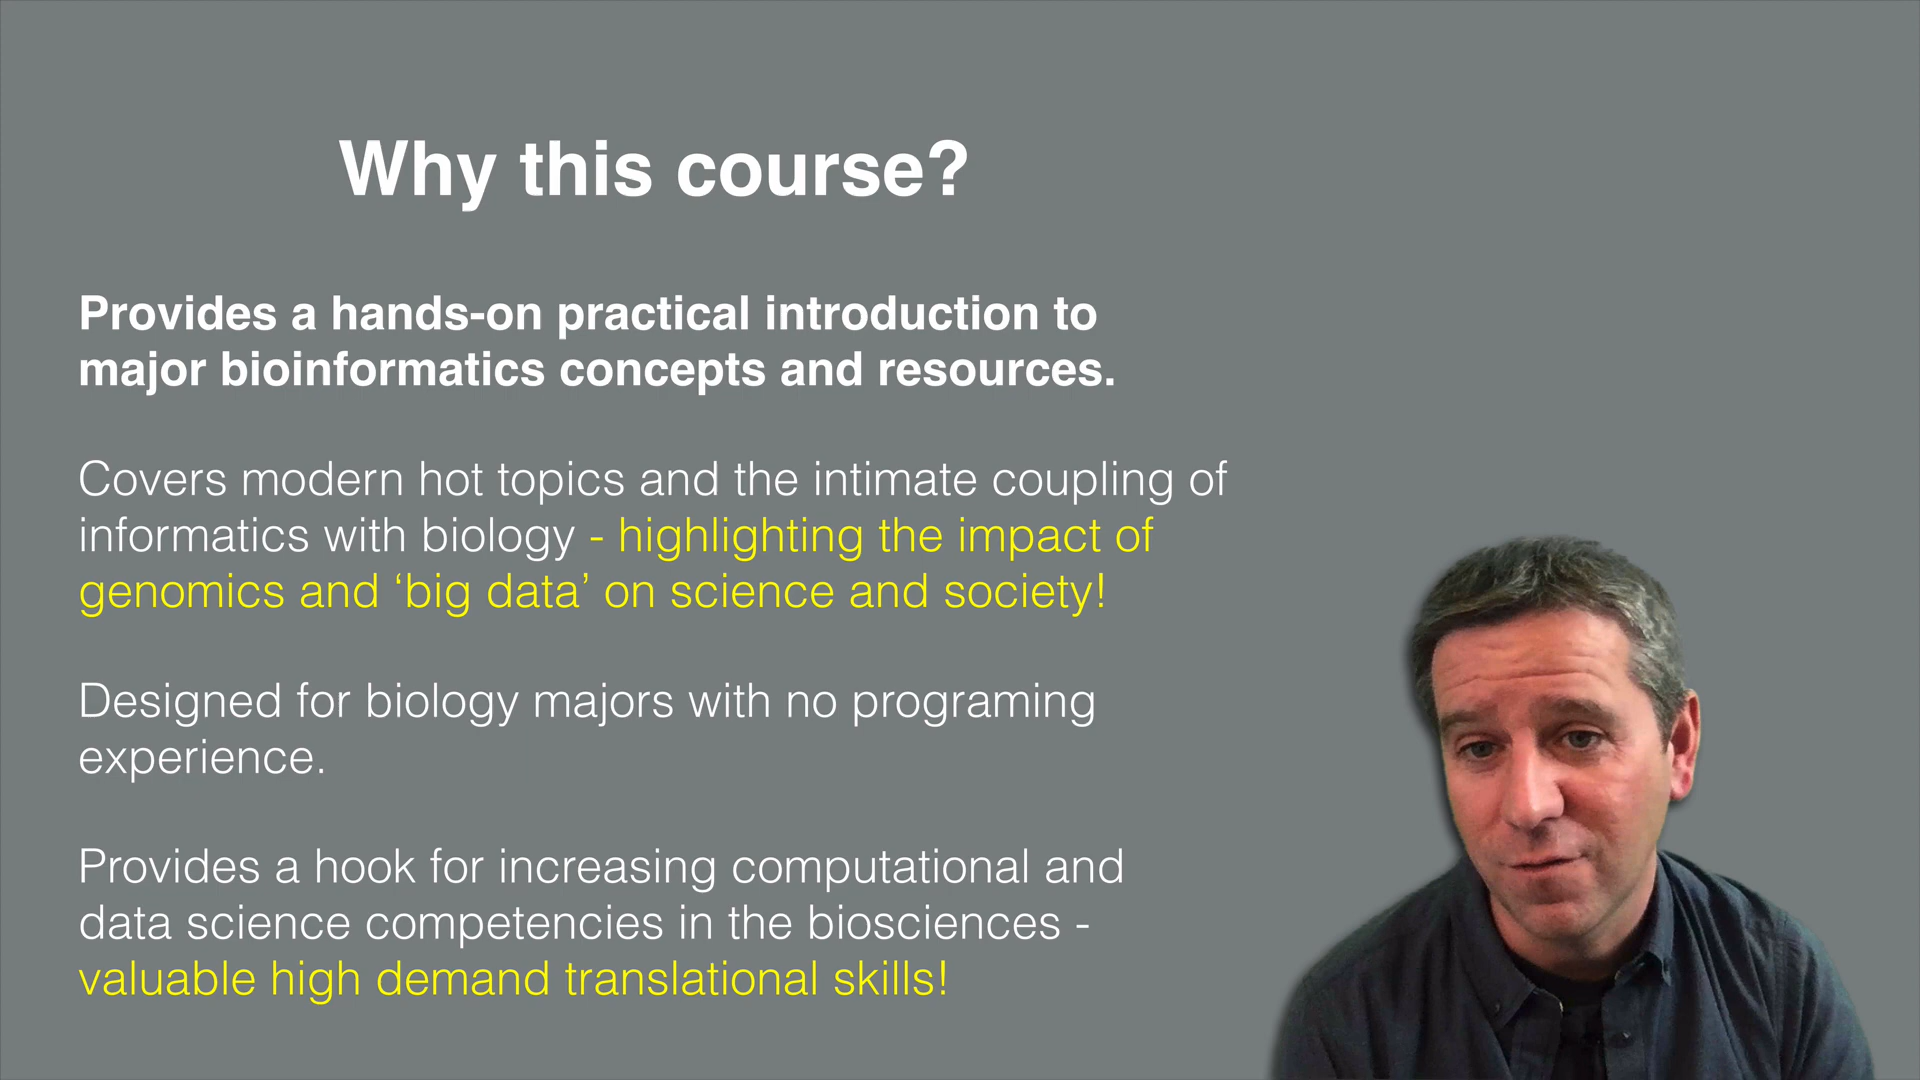 Why this course?
Provides a hands-on practical introduction to
major bioinformatics concepts and resources.
Covers modern hot topics and the intimate coupling of
informatics with biology - highlighting the impact of
genomics and ‘big data’ on science and society!
Designed for biology majors with no programing
experience.
Provides a hook for increasing computational and
data science competencies in the biosciences -
valuable high demand translational skills!